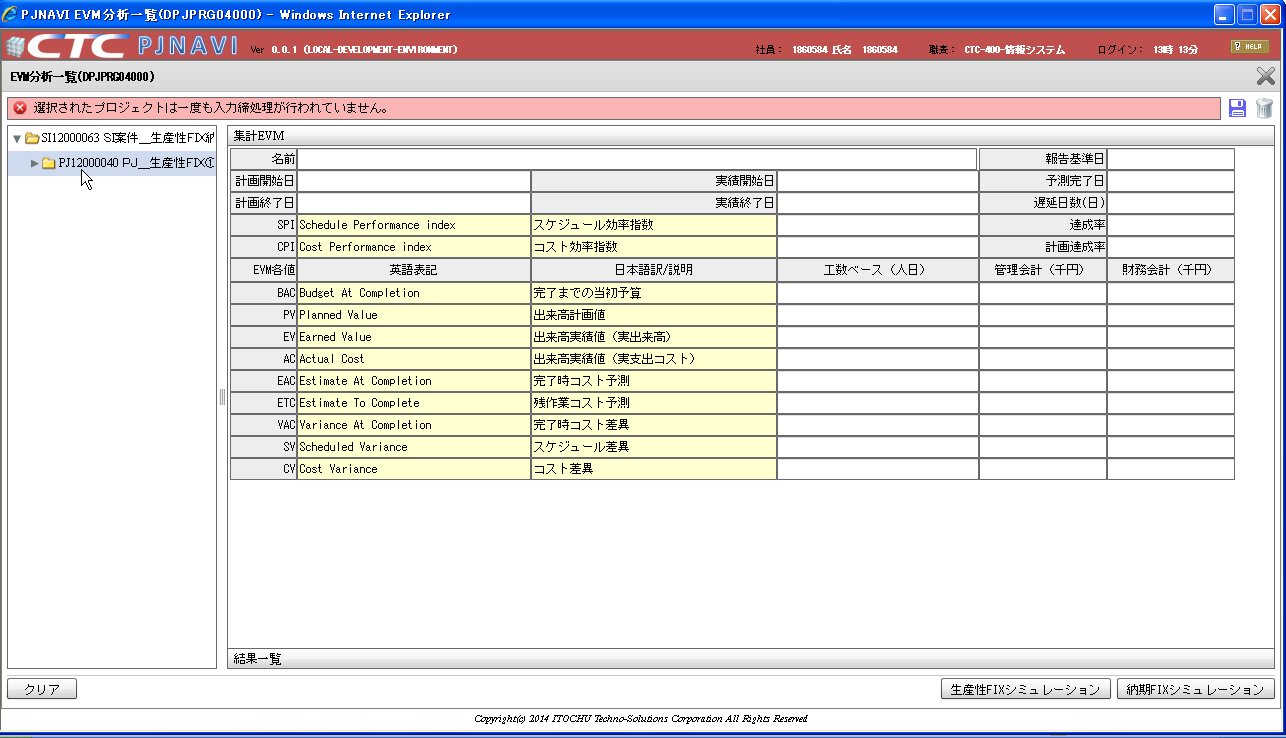 PJNAVI EVM分析一覧(DPJPRG04000) - Windows Internet Explorer
CTC PJNAVI Ver 0.0.1 (LOCAL-DEVELOPMENT-ENVIRONMENT) 社員： 1860584 氏名 1860584 職責： CTC-400-情報システム ログイン： 13時 13分 ? HELP
EVM分析一覧(DPJPRG04000)
選択されたプロジェクトは一度も入力締処理が行われていません。
SI12000063 SI案件__生産性FIX/納
PJ12000040 PJ__生産性FIX①
集計EVM
名前 報告基準日
計画開始日 実績開始日 予測完了日
計画終了日 実績終了日 遅延日数(日)
SPI Schedule Performance index スケジュール効率指数 達成率
CPI Cost Performance index コスト効率指数 計画達成率
EVM各値 英語表記 日本語訳/説明 工数ベース（人日） 管理会計（千円） 財務会計（千円）
BAC Budget At Completion 完了までの当初予算
PV Planned Value 出来高計画値
EV Earned Value 出来高実績値（実出来高）
AC Actual Cost 出来高実績値（実支出コスト）
EAC Estimate At Completion 完了時コスト予測
ETC Estimate To Complete 残作業コスト予測
VAC Variance At Completion 完了時コスト差異
SV Scheduled Variance スケジュール差異
CV Cost Variance コスト差異
結果一覧
クリア 生産性FIXシミュレーション 納期FIXシミュレーション
Copyright(c) 2014 ITOCHU Techno-Solutions Corporation All Rights Reserved